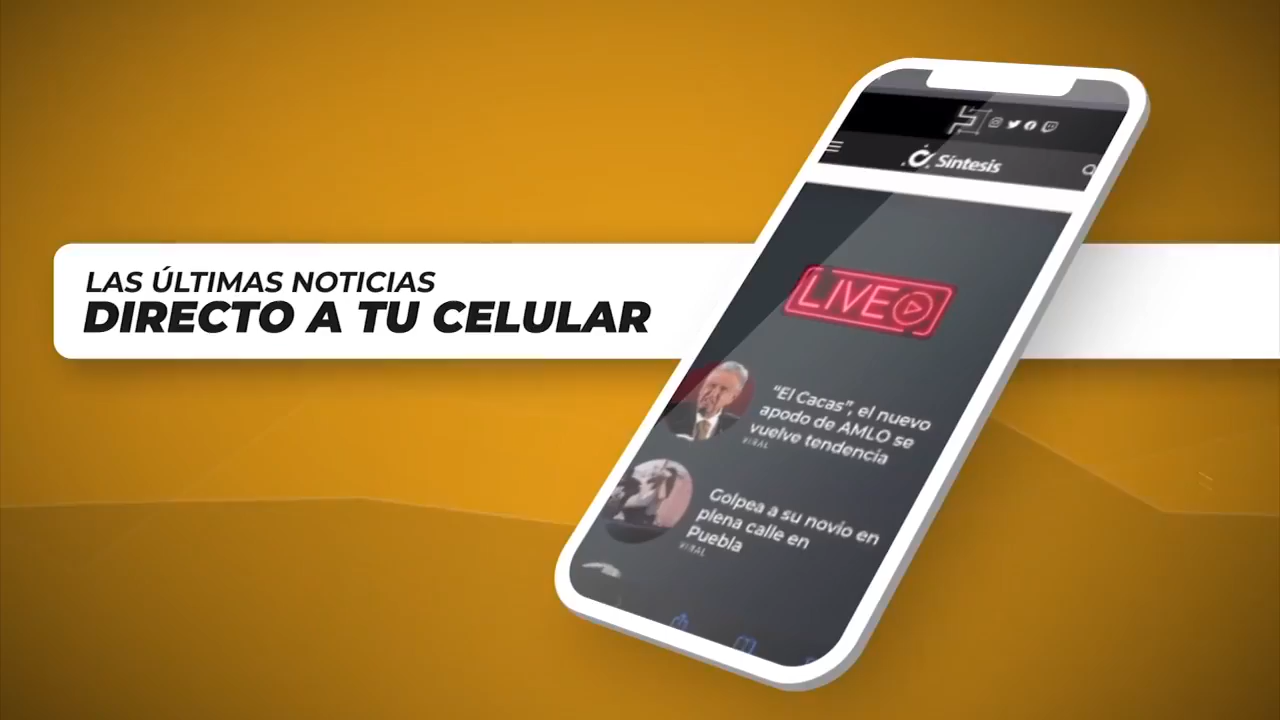 Síntesis
LAS ÚLTIMAS NOTICIAS
DIRECTO A TU CELULAR
LIVE
“El Cacas”, el nuevo
apodo de AMLO se
vuelve tendencia
VIRAL
Golpea a su novio en
plena calle en
Puebla
VIRAL